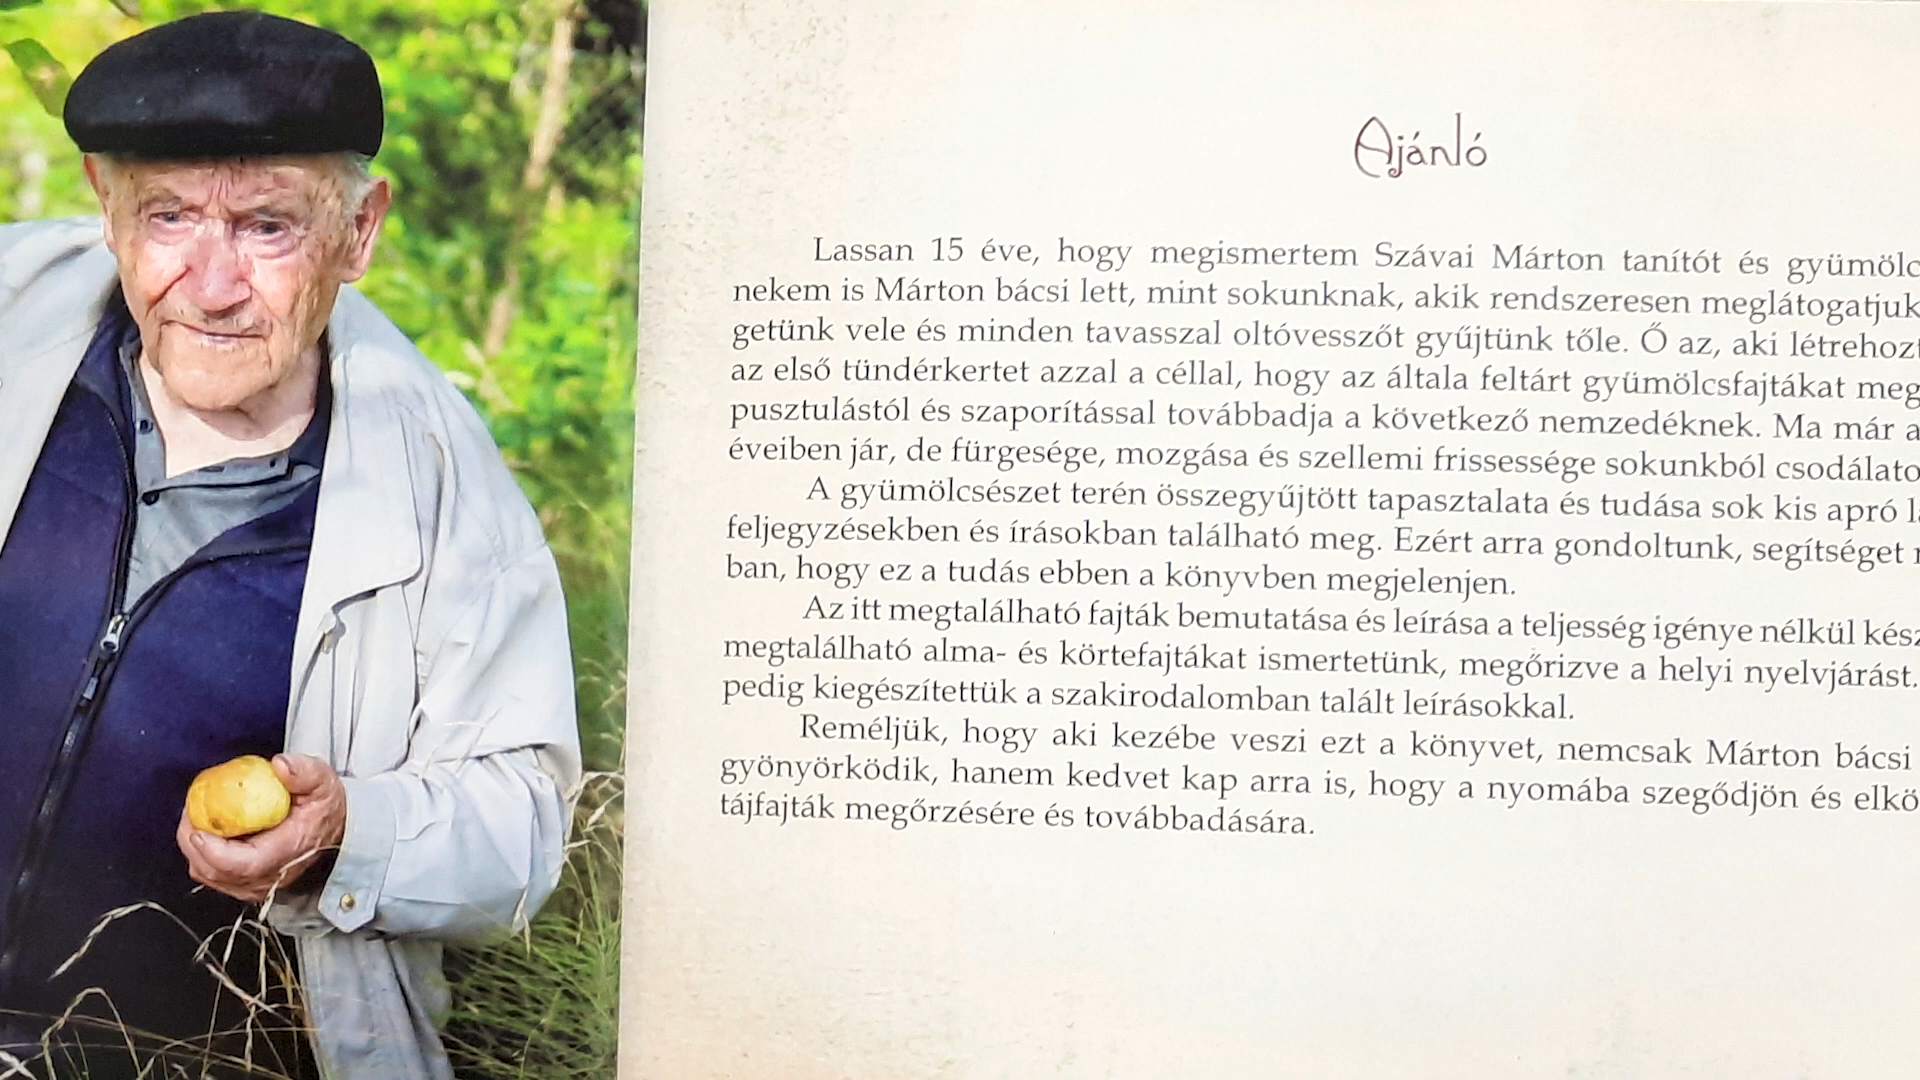 Ajánló
Lassan 15 éve, hogy megismertem Szávai Márton tanítót és gyümölc
nekem is Márton bácsi lett, mint sokunknak, akik rendszeresen meglátogatjuk
getünk vele és minden tavasszal oltóvesszőt gyűjtünk tőle. Ő az, aki létrehozt
az első tündérkertet azzal a céllal, hogy az általa feltárt gyümölcsfajtákat meg
pusztulástól és szaporítással továbbadja a következő nemzedéknek. Ma már a
éveiben jár, de fürgesége, mozgása és szellemi frissessége sokunkból csodálato
A gyümölcsészet terén összegyűjtött tapasztalata és tudása sok kis apró la
feljegyzésekben és írásokban található meg. Ezért arra gondoltunk, segítséget
ban, hogy ez a tudás ebben a könyvben megjelenjen.
Az itt megtalálható fajták bemutatása és leírása a teljesség igénye nélkül kész
megtalálható alma- és körtefajtákat ismertetünk, megőrizve a helyi nyelvjárást.
pedig kiegészítettük a szakirodalomban talált leírásokkal.
Reméljük, hogy aki kezébe veszi ezt a könyvet, nemcsak Márton bácsi
gyönyörködik, hanem kedvet kap arra is, hogy a nyomába szegődjön és elkö
tájfajták megőrzésére és továbbadására.